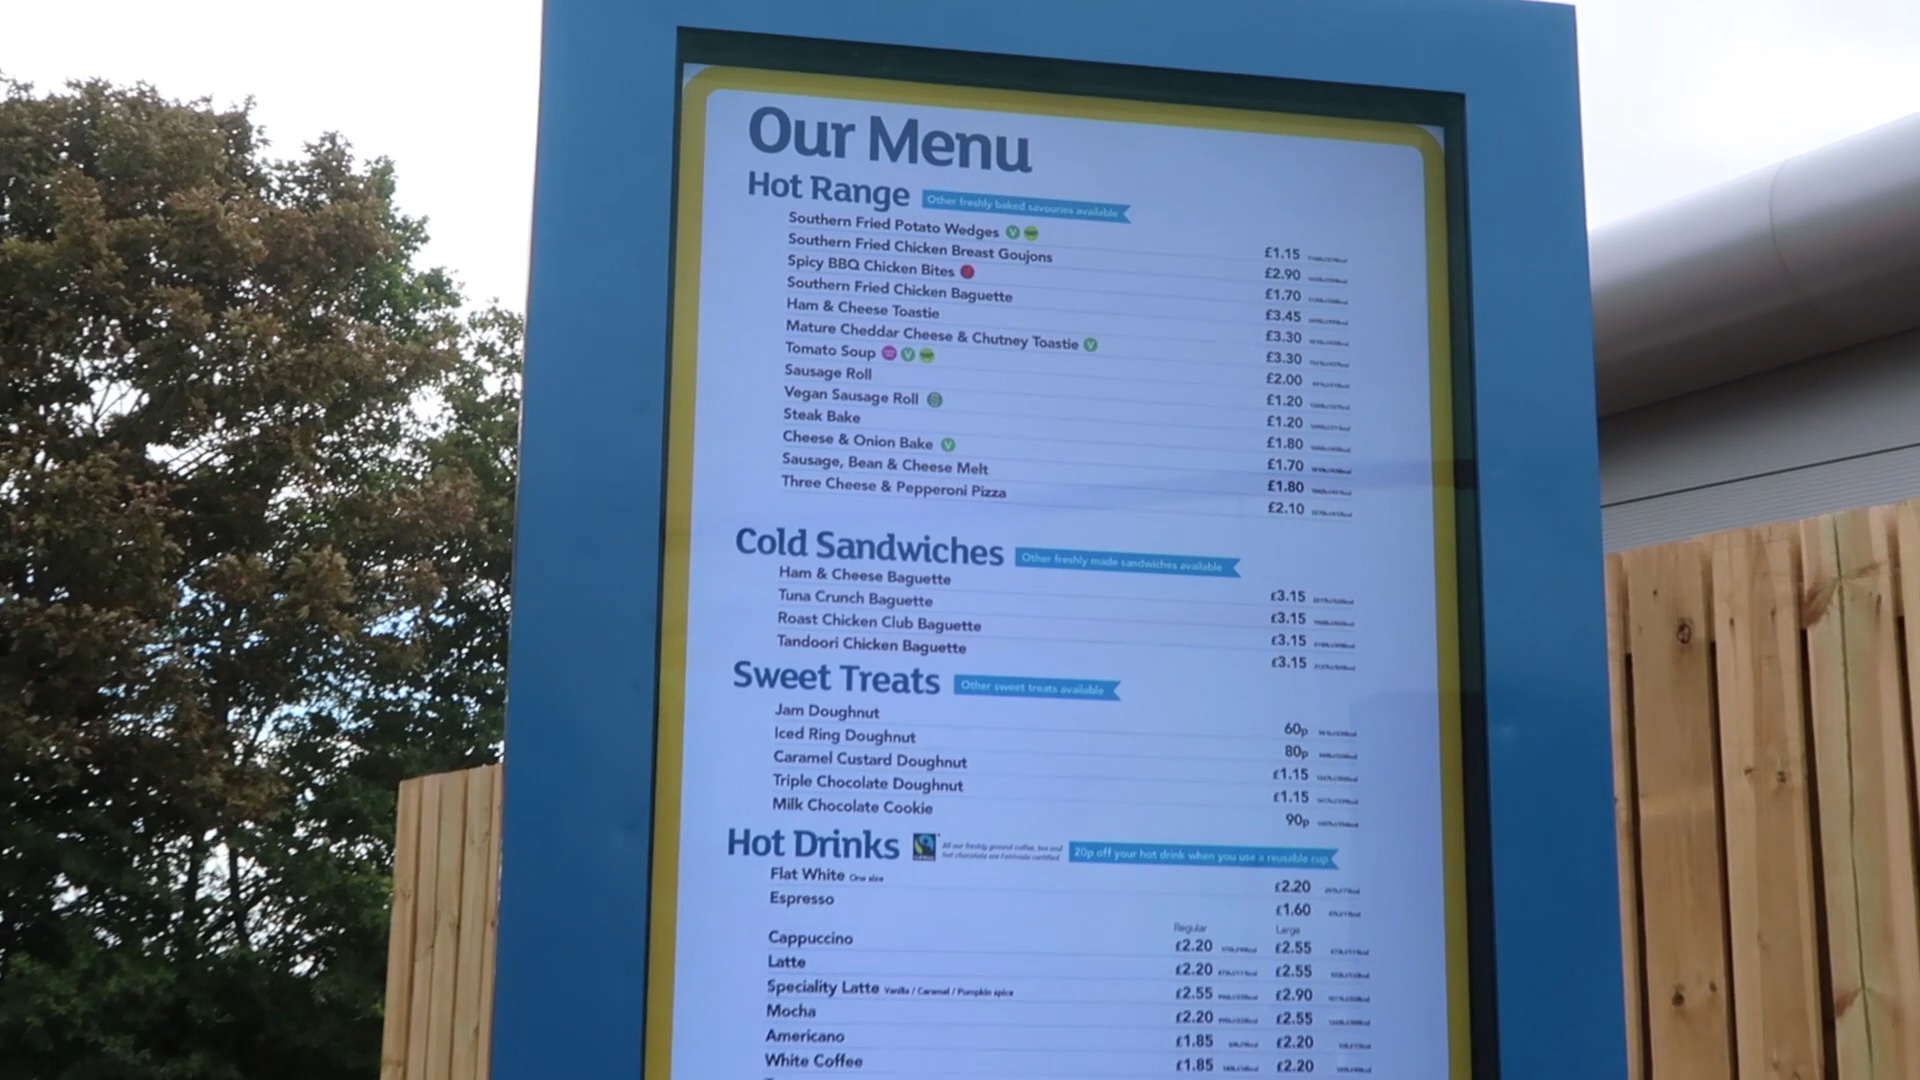 Our Menu
Hot Range Other freshly baked savouries available
Southern Fried Potato Wedges V £1.15
Southern Fried Chicken Breast Goujons £2.90
Spicy BBQ Chicken Bites £1.70
Southern Fried Chicken Baguette £3.45
Ham & Cheese Toastie £3.30
Mature Cheddar Cheese & Chutney Toastie V £3.30
Tomato Soup V £2.00
Sausage Roll £1.20
Vegan Sausage Roll £1.20
Steak Bake £1.80
Cheese & Onion Bake V £1.70
Sausage, Bean & Cheese Melt £1.80
Three Cheese & Pepperoni Pizza £2.10
Cold Sandwiches Other freshly made sandwiches available
Ham & Cheese Baguette £3.15
Tuna Crunch Baguette £3.15
Roast Chicken Club Baguette £3.15
Tandoori Chicken Baguette £3.15
Sweet Treats Other sweet treats available
Jam Doughnut 60p
Iced Ring Doughnut 80p
Caramel Custard Doughnut £1.15
Triple Chocolate Doughnut £1.15
Milk Chocolate Cookie 90p
Hot Drinks All our freshly ground coffee, tea and hot chocolate are Fairtrade certified 20p off your hot drink when you use a reusable cup
Flat White One size £2.20
Espresso £1.60
Regular Large
Cappuccino £2.20 £2.55
Latte £2.20 £2.55
Speciality Latte Vanilla / Caramel / Pumpkin spice £2.55 £2.90
Mocha £2.20 £2.55
Americano £1.85 £2.20
White Coffee £1.85 £2.20